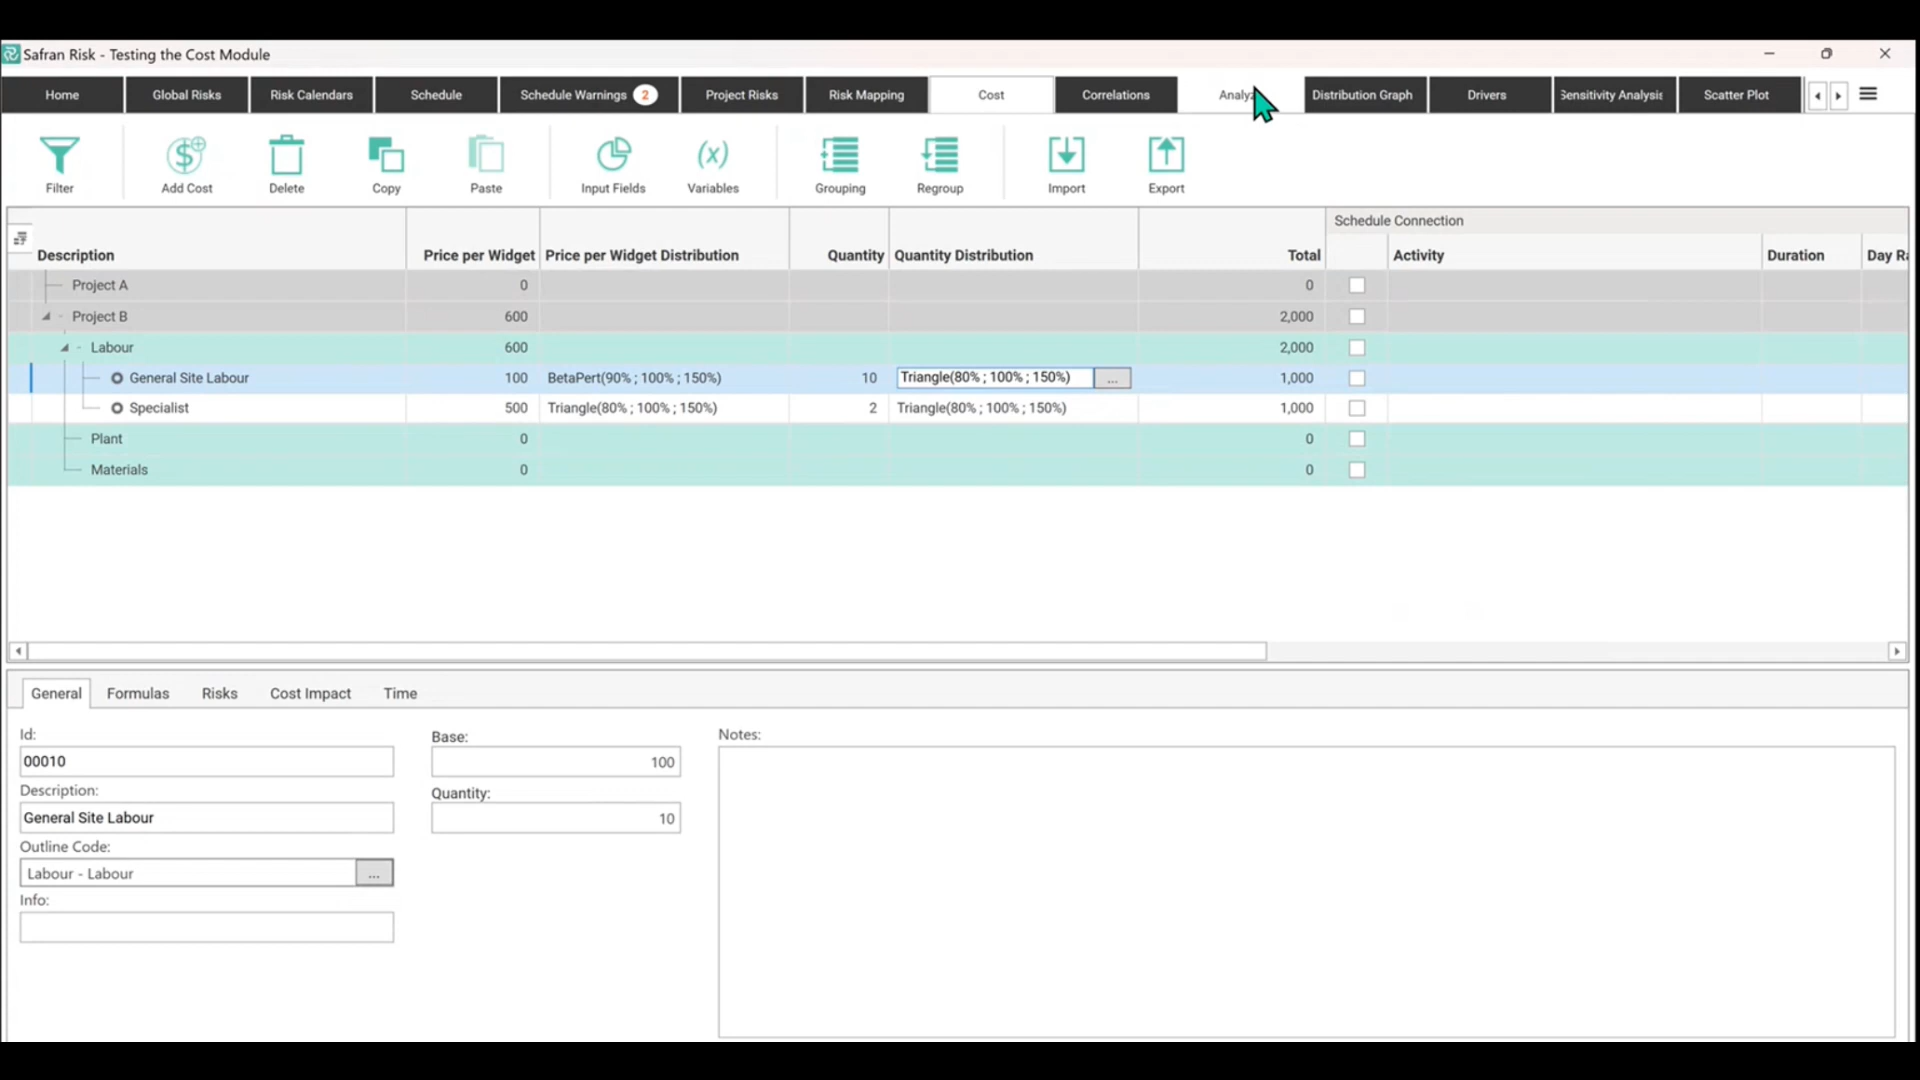 Safran Risk - Testing the Cost Module
Home Global Risks Risk Calendars Schedule Schedule Warnings 2 Project Risks Risk Mapping Cost Correlations Analyz Distribution Graph Drivers Sensitivity Analysis Scatter Plot
Filter Add Cost Delete Copy Paste Input Fields Variables Grouping Regroup Import Export
Schedule Connection
Description Price per Widget Price per Widget Distribution Quantity Quantity Distribution Total Activity Duration Day Ra
Project A 0 0
Project B 600 2,000
Labour 600 2,000
General Site Labour 100 BetaPert(90% ; 100% ; 150%) 10 Triangle(80% ; 100% ; 150%) ... 1,000
Specialist 500 Triangle(80% ; 100% ; 150%) 2 Triangle(80% ; 100% ; 150%) 1,000
Plant 0 0
Materials 0 0
General Formulas Risks Cost Impact Time
Id: Base: Notes:
00010 100
Description: Quantity:
General Site Labour 10
Outline Code:
Labour - Labour ...
Info: